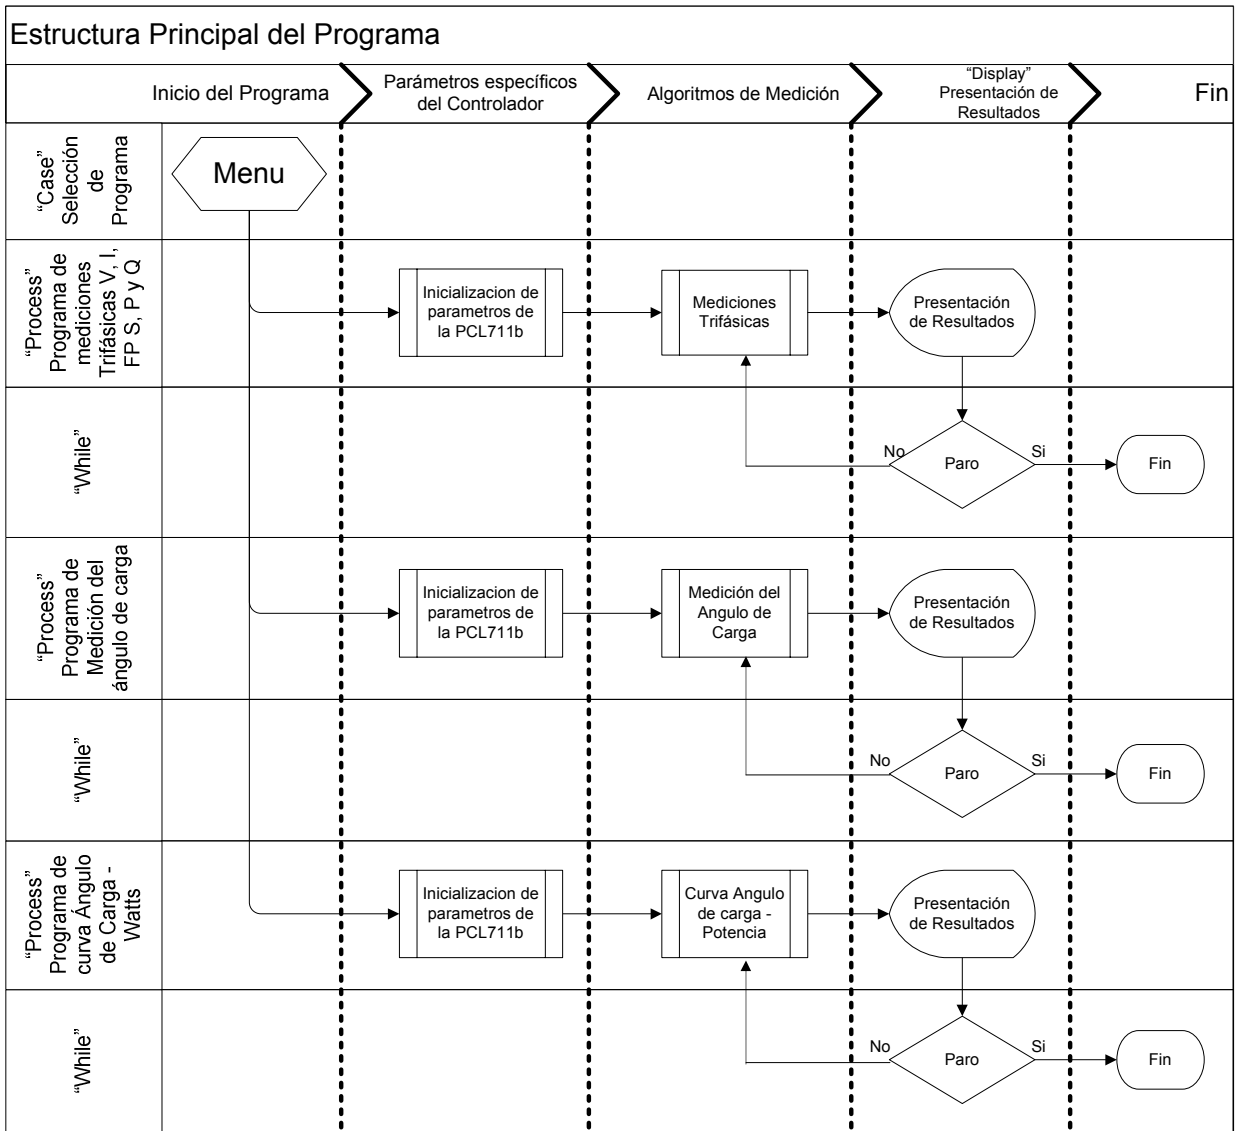 Estructura Principal del Programa
Inicio del Programa
Parámetros específicos
del Controlador
Algoritmos de Medición
“Display”
Presentación de
Resultados
Fin
“Case”
Selección
de
Programa
Menu
“Process”
Programa de
mediciones
Trifásicas V, I,
FP S, P y Q
Inicializacion de
parametros de
la PCL711b
Mediciones
Trifásicas
Presentación
de Resultados
“While”
No
Paro
Si
Fin
“Process”
Programa de
Medición del
ángulo de carga
Inicializacion de
parametros de
la PCL711b
Medición del
Angulo de
Carga
Presentación
de Resultados
“While”
No
Paro
Si
Fin
“Process”
Programa de
curva Ángulo
de Carga -
Watts
Inicializacion de
parametros de
la PCL711b
Curva Angulo
de carga -
Potencia
Presentación
de Resultados
“While”
No
Paro
Si
Fin